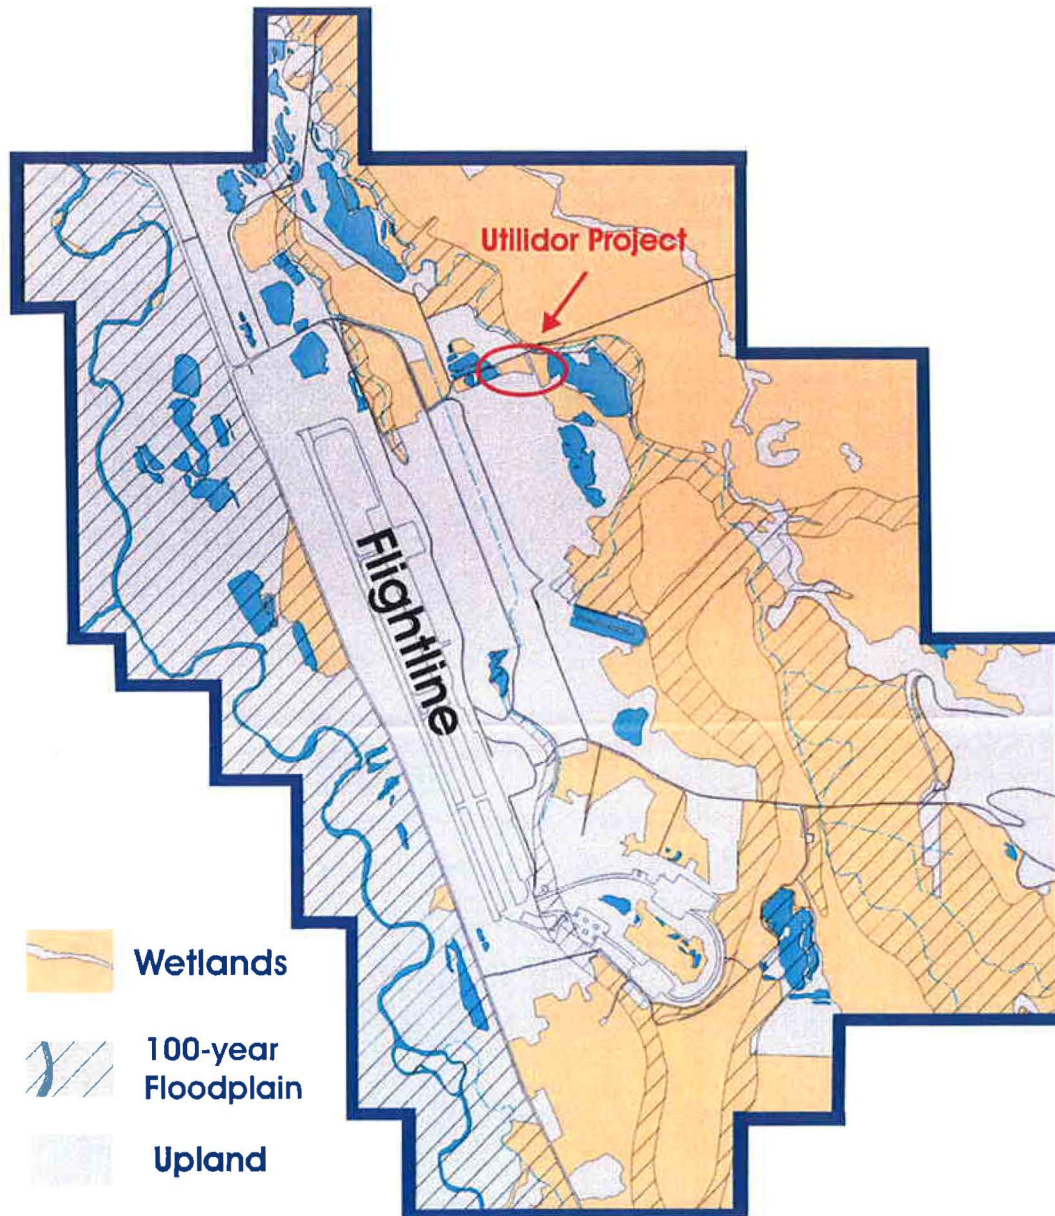 Utilidor Project
Flightline
Wetlands
100-year
Floodplain
Upland